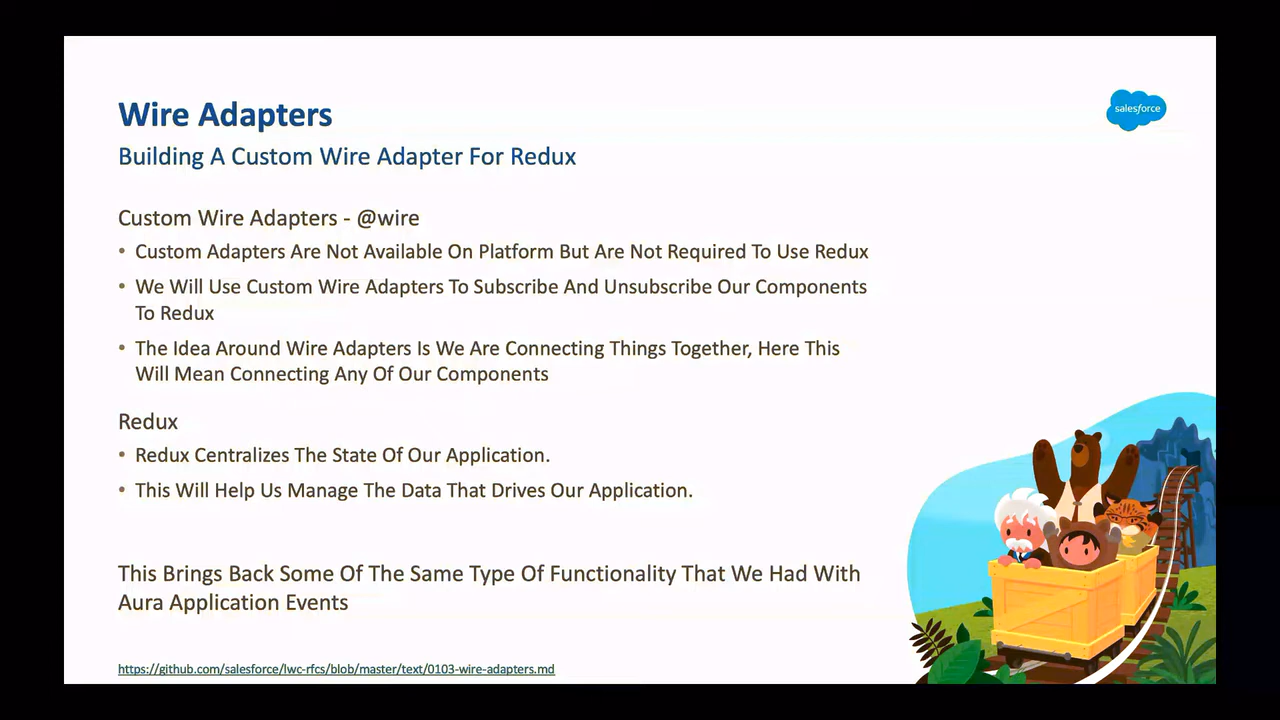 Wire Adapters
salesforce
Building A Custom Wire Adapter For Redux
Custom Wire Adapters - @wire
• Custom Adapters Are Not Available On Platform But Are Not Required To Use Redux
• We Will Use Custom Wire Adapters To Subscribe And Unsubscribe Our Components
To Redux
• The Idea Around Wire Adapters Is We Are Connecting Things Together, Here This
Will Mean Connecting Any Of Our Components
Redux
• Redux Centralizes The State Of Our Application.
• This Will Help Us Manage The Data That Drives Our Application.
This Brings Back Some Of The Same Type Of Functionality That We Had With
Aura Application Events
https://github.com/salesforce/lwc-rfcs/blob/master/text/0103-wire-adapters.md